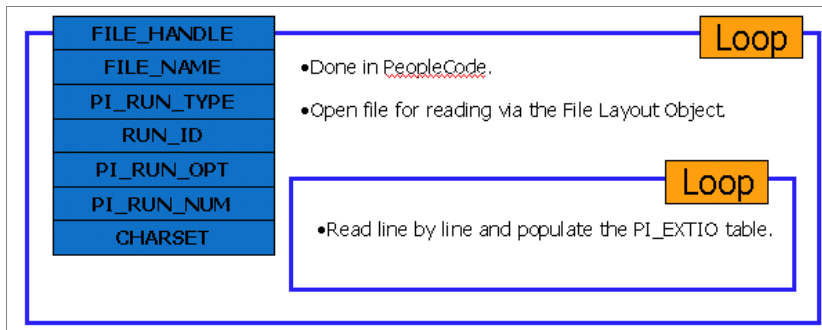 FILE_HANDLE
FILE_NAME
PI_RUN_TYPE
RUN_ID
PI_RUN_OPT
PI_RUN_NUM
CHARSET
Loop
•Done in PeopleCode.
•Open file for reading via the File Layout Object.
Loop
•Read line by line and populate the PI_EXTIO table.